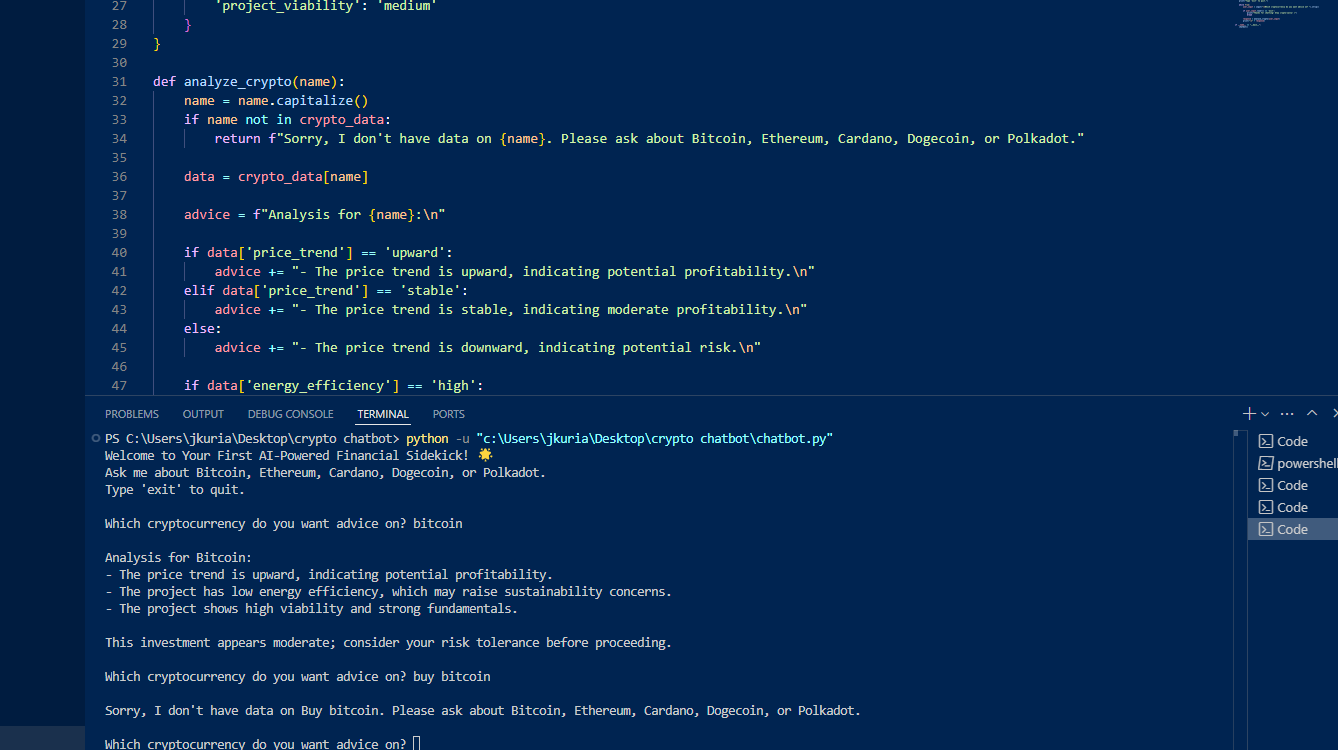 27 'project_viability': 'medium'
28 }
29 }
30
31 def analyze_crypto(name):
32 name = name.capitalize()
33 if name not in crypto_data:
34 return f"Sorry, I don't have data on {name}. Please ask about Bitcoin, Ethereum, Cardano, Dogecoin, or Polkadot."
35
36 data = crypto_data[name]
37
38 advice = f"Analysis for {name}:\n"
39
40 if data['price_trend'] == 'upward':
41 advice += "- The price trend is upward, indicating potential profitability.\n"
42 elif data['price_trend'] == 'stable':
43 advice += "- The price trend is stable, indicating moderate profitability.\n"
44 else:
45 advice += "- The price trend is downward, indicating potential risk.\n"
46
47 if data['energy_efficiency'] == 'high':
PROBLEMS OUTPUT DEBUG CONSOLE TERMINAL PORTS
PS C:\Users\jkuria\Desktop\crypto chatbot> python -u "c:\Users\jkuria\Desktop\crypto chatbot\chatbot.py"
Welcome to Your First AI-Powered Financial Sidekick! 🌟
Ask me about Bitcoin, Ethereum, Cardano, Dogecoin, or Polkadot.
Type 'exit' to quit.
Which cryptocurrency do you want advice on? bitcoin
Analysis for Bitcoin:
- The price trend is upward, indicating potential profitability.
- The project has low energy efficiency, which may raise sustainability concerns.
- The project shows high viability and strong fundamentals.
This investment appears moderate; consider your risk tolerance before proceeding.
Which cryptocurrency do you want advice on? buy bitcoin
Sorry, I don't have data on Buy bitcoin. Please ask about Bitcoin, Ethereum, Cardano, Dogecoin, or Polkadot.
Which cryptocurrency do you want advice on?
Code
powershell
Code
Code
Code